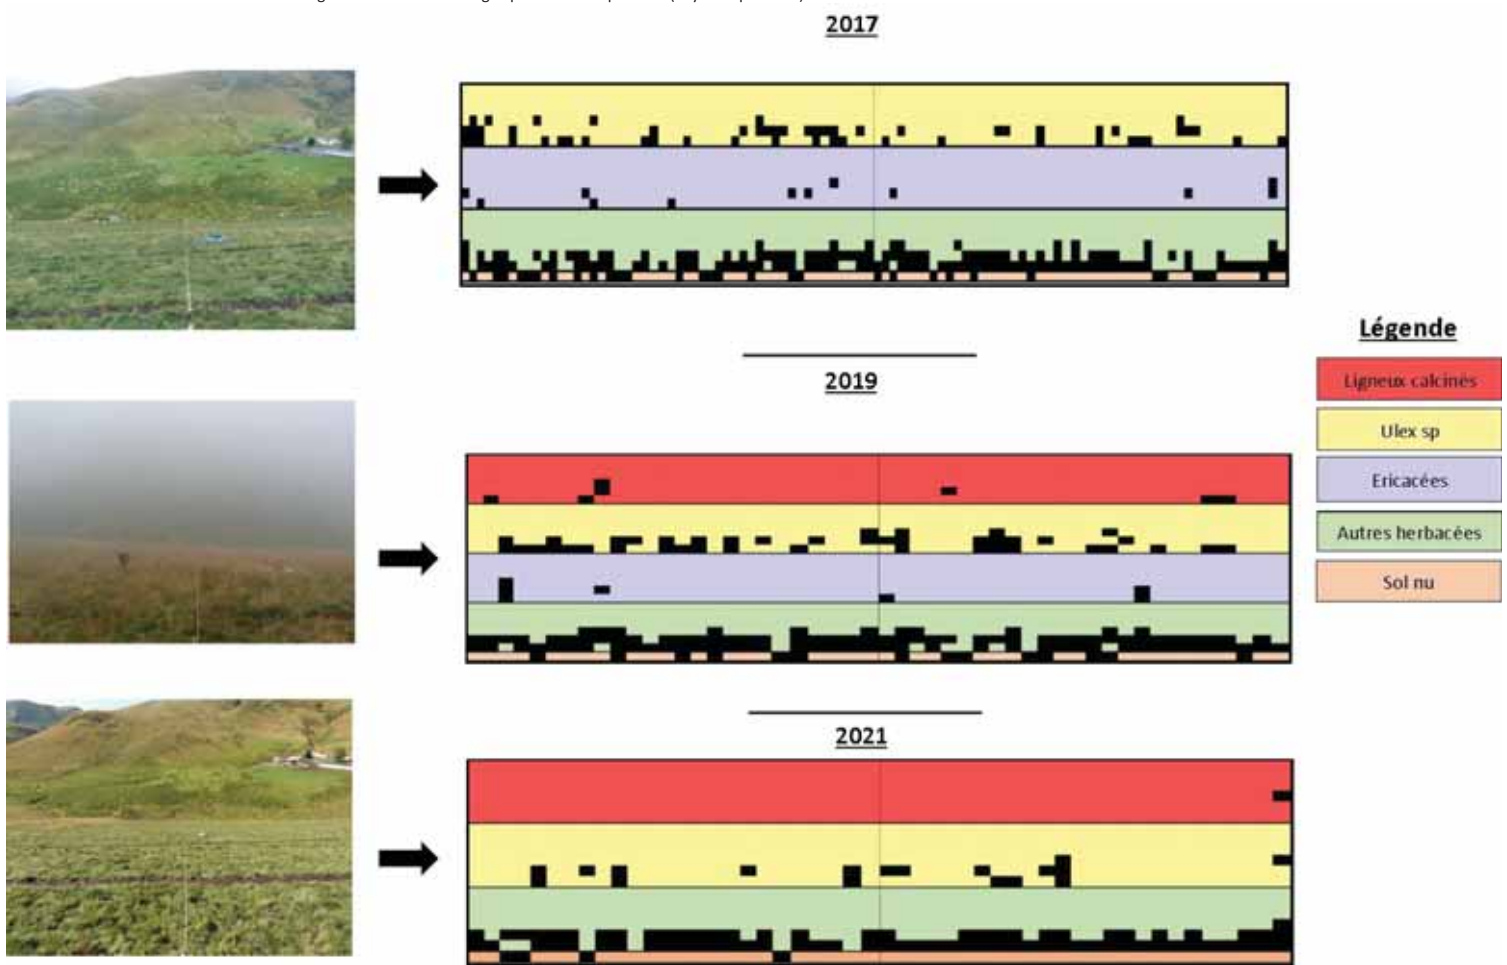 2017
2019
Légende
Ligneux calcinés
Ulex sp
Ericacées
Autres herbacées
Sol nu
2021